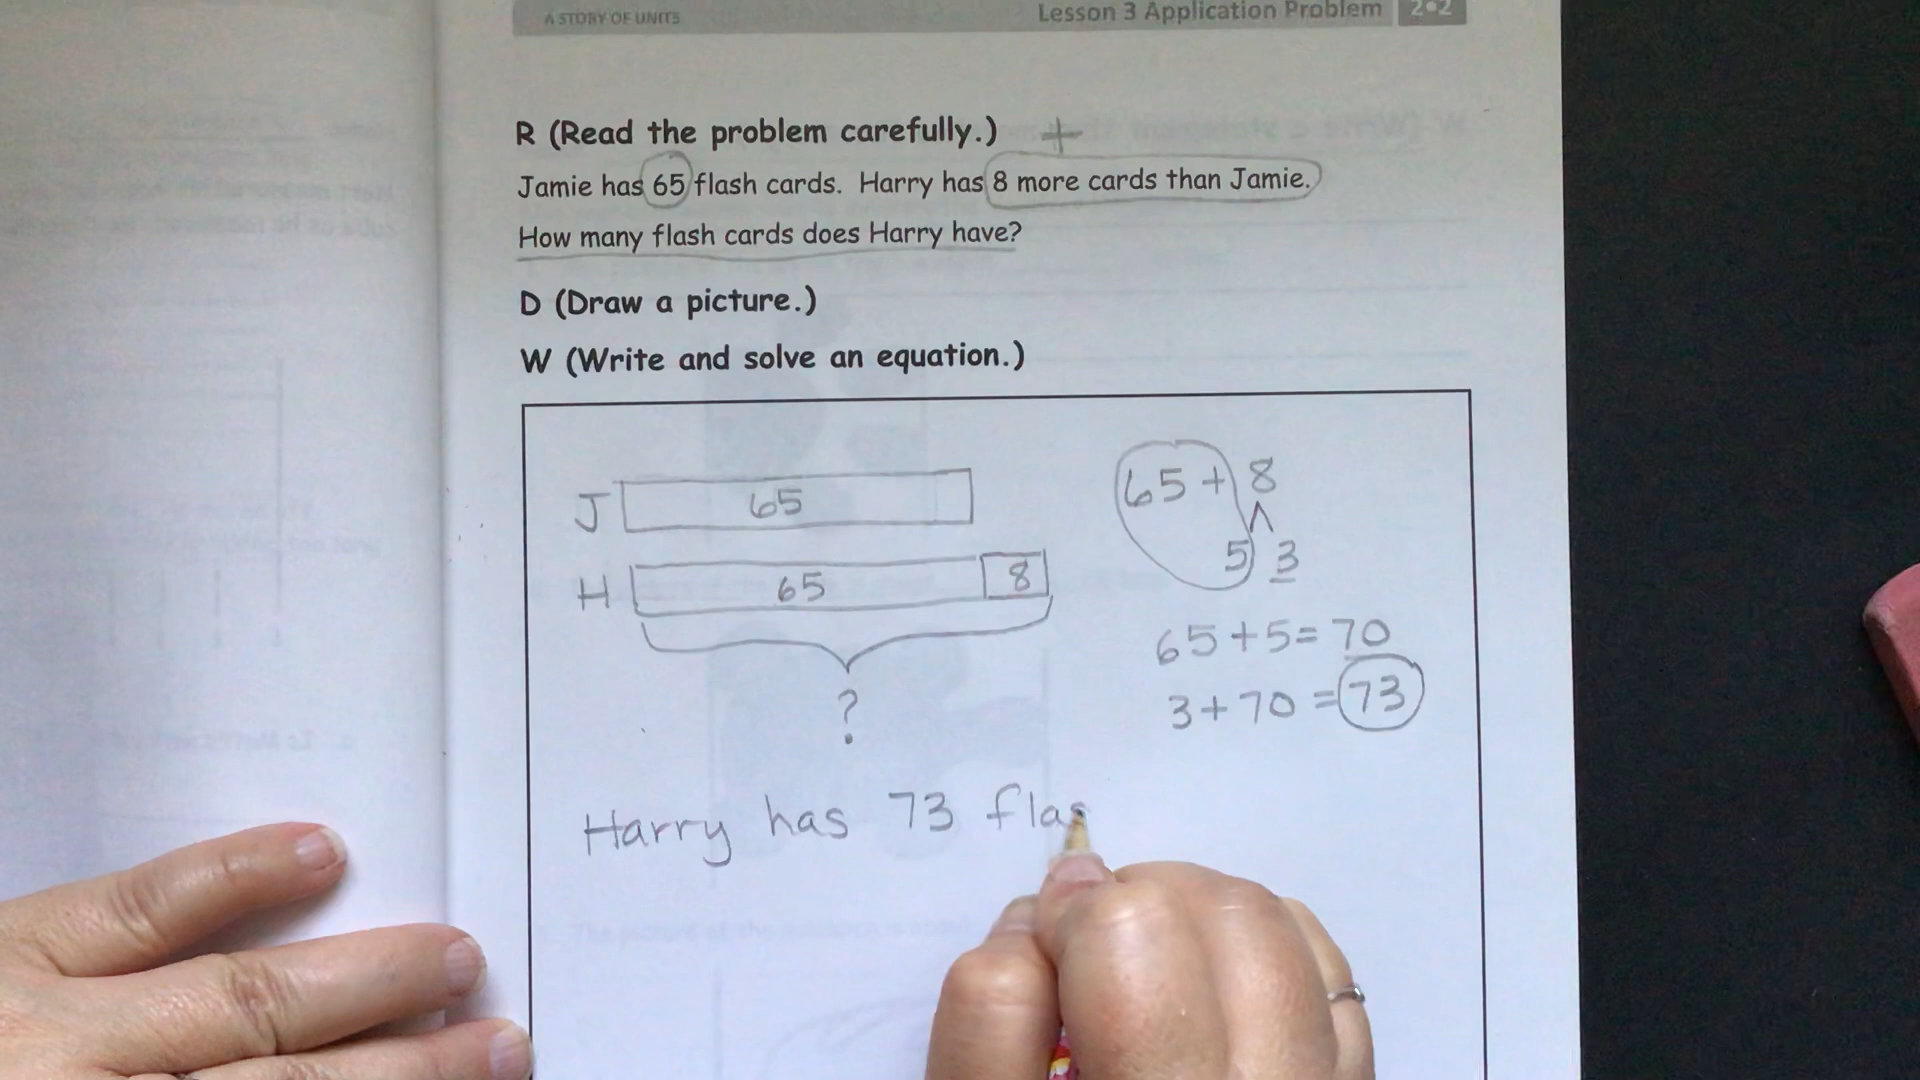 A STORY OF UNITS
Lesson 3 Application Problem 2•2
R (Read the problem carefully.) +
Jamie has 65 flash cards. Harry has 8 more cards than Jamie.
How many flash cards does Harry have?
D (Draw a picture.)
W (Write and solve an equation.)
J 65
H 65 8
?
65 + 8
5 3
65 + 5 = 70
3 + 70 = 73
Harry has 73 flas